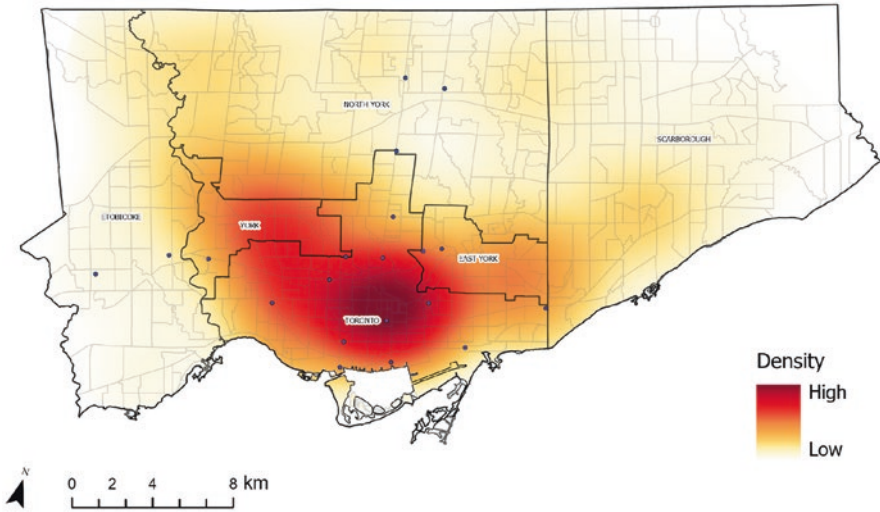 NORTH YORK
SCARBOROUGH
ETOBICOKE
YORK
EAST YORK
TORONTO
Density
High
Low
N
0 2 4 8 km